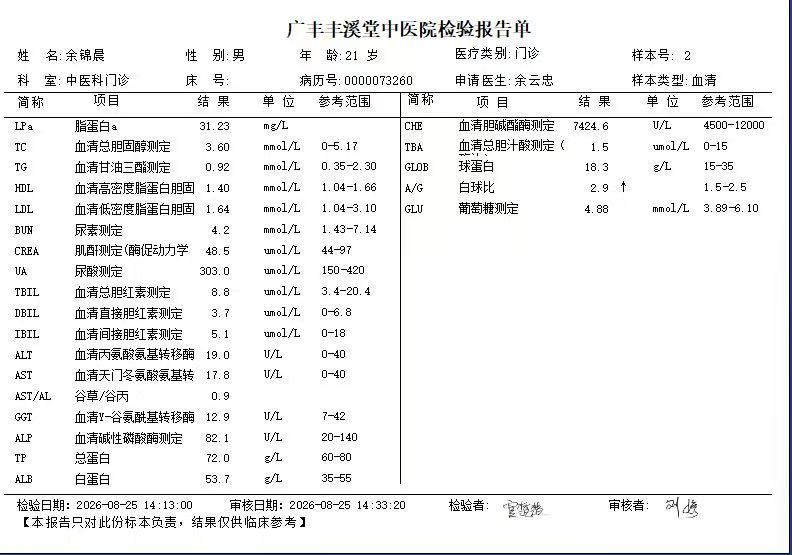 广丰丰溪堂中医院检验报告单
姓 名:余锦晨 性 别:男 年 龄:21 岁 医疗类别:门诊 样本号: 2
科 室:中医科门诊 床 号: 病历号:0000073260 申请医生:余云忠 样本类型:血清
简称 项目 结 果 单 位 参考范围
LPa 脂蛋白a 31.23 mg/L
TC 血清总胆固醇测定 3.60 mmol/L 0-5.17
TG 血清甘油三酯测定 0.92 mmol/L 0.35-2.30
HDL 血清高密度脂蛋白胆固 1.40 mmol/L 1.04-1.66
LDL 血清低密度脂蛋白胆固 1.64 mmol/L 1.04-3.10
BUN 尿素测定 4.2 mmol/L 1.43-7.14
CREA 肌酐测定(酶促动力学 48.5 umol/L 44-97
UA 尿酸测定 303.0 umol/L 150-420
TBIL 血清总胆红素测定 8.8 umol/L 3.4-20.4
DBIL 血清直接胆红素测定 3.7 umol/L 0-6.8
IBIL 血清间接胆红素测定 5.1 umol/L 0-18
ALT 血清丙氨酸氨基转移酶 19.0 U/L 0-40
AST 血清天门冬氨酸氨基转 17.8 U/L 0-40
AST/AL 谷草/谷丙 0.9
GGT 血清Y-谷氨酰基转移酶 12.9 U/L 7-42
ALP 血清碱性磷酸酶测定 82.1 U/L 20-140
TP 总蛋白 72.0 g/L 60-80
ALB 白蛋白 53.7 g/L 35-55
简称 项 目 结 果 单 位 参考范围
CHE 血清胆碱酯酶测定 7424.6 U/L 4500-12000
TBA 血清总胆汁酸测定( 1.5 umol/L 0-15
GLOB 球蛋白 18.3 g/L 15-35
A/G 白球比 2.9 ↑ 1.5-2.5
GLU 葡萄糖测定 4.88 mmol/L 3.89-6.10
检验日期: 2026-08-25 14:13:00 审核日期: 2026-08-25 14:33:20 检验者: 审核者:
【本报告只对此份标本负责,结果仅供临床参考】